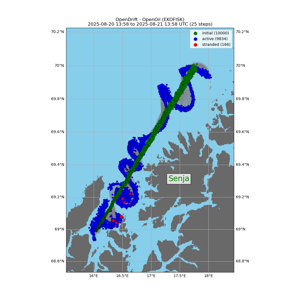 OpenDrift - OpenOil (EKOFISK)
2025-08-20 13:58 to 2025-08-21 13:58 UTC (25 steps)
initial (10000)
active (9834)
stranded (166)
70.2°N
70.2°N
70°N
70°N
69.8°N
69.8°N
69.6°N
69.6°N
69.4°N
69.4°N
Senja
69.2°N
69.2°N
69°N
69°N
68.8°N
68.8°N
16°E
16.5°E
17°E
17.5°E
18°E